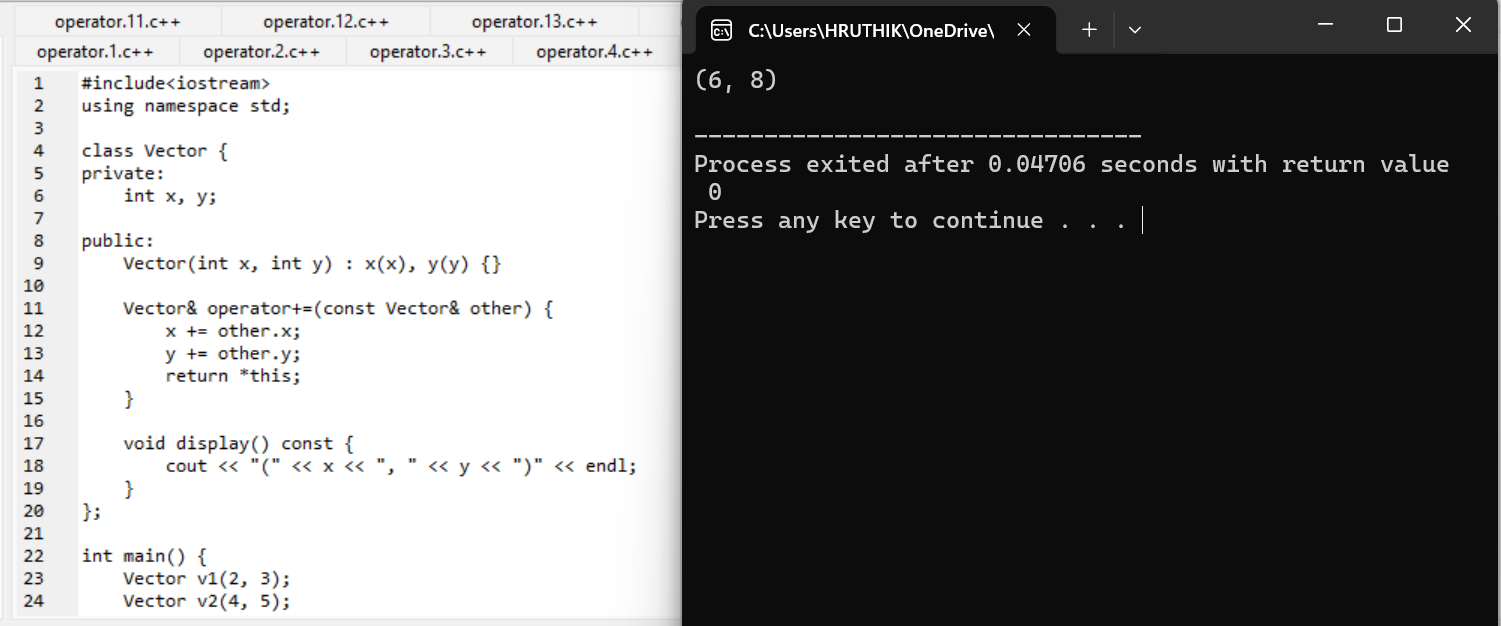 operator.11.c++ operator.12.c++ operator.13.c++
operator.1.c++ operator.2.c++ operator.3.c++ operator.4.c++
1 #include<iostream>
2 using namespace std;
3
4 class Vector {
5 private:
6     int x, y;
7
8 public:
9     Vector(int x, int y) : x(x), y(y) {}
10
11     Vector& operator+=(const Vector& other) {
12         x += other.x;
13         y += other.y;
14         return *this;
15     }
16
17     void display() const {
18         cout << "(" << x << ", " << y << ")" << endl;
19     }
20 };
21
22 int main() {
23     Vector v1(2, 3);
24     Vector v2(4, 5);
C:\Users\HRUTHIK\OneDrive\
(6, 8)
--------------------------------
Process exited after 0.04706 seconds with return value
0
Press any key to continue . . .